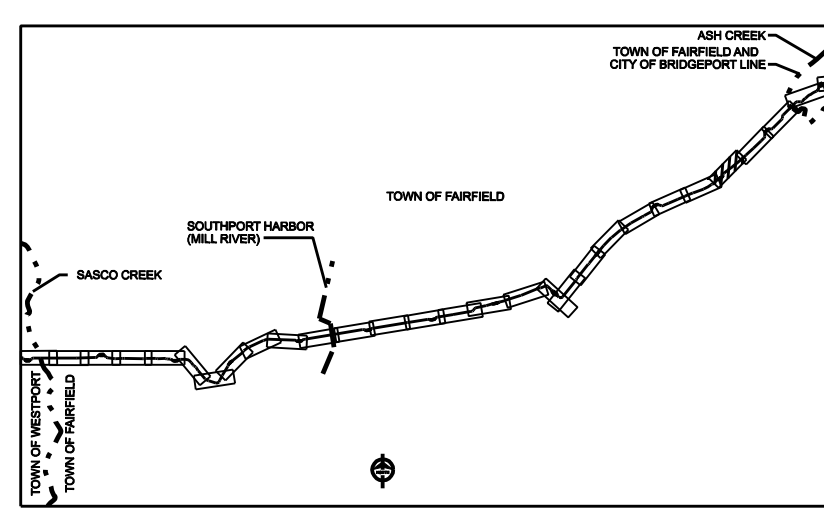 ASH CREEK
TOWN OF FAIRFIELD AND
CITY OF BRIDGEPORT LINE
TOWN OF FAIRFIELD
SOUTHPORT HARBOR
(MILL RIVER)
SASCO CREEK
TOWN OF WESTPORT
TOWN OF FAIRFIELD